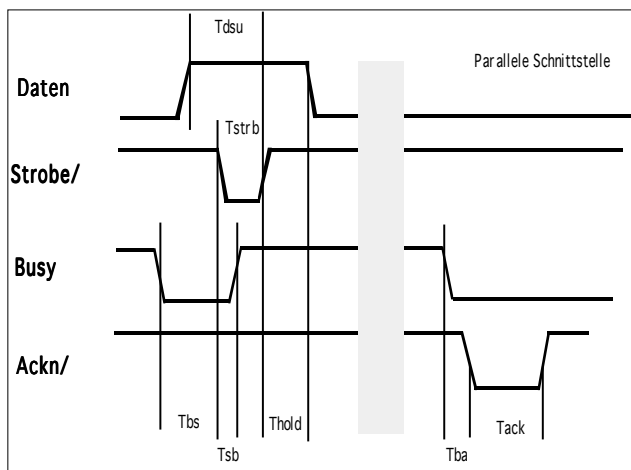 Tdsu
Parallele Schnittstelle
Daten
Tstrb
Strobe/
Busy
Ackn/
Tbs
Thold
Tack
Tsb
Tba